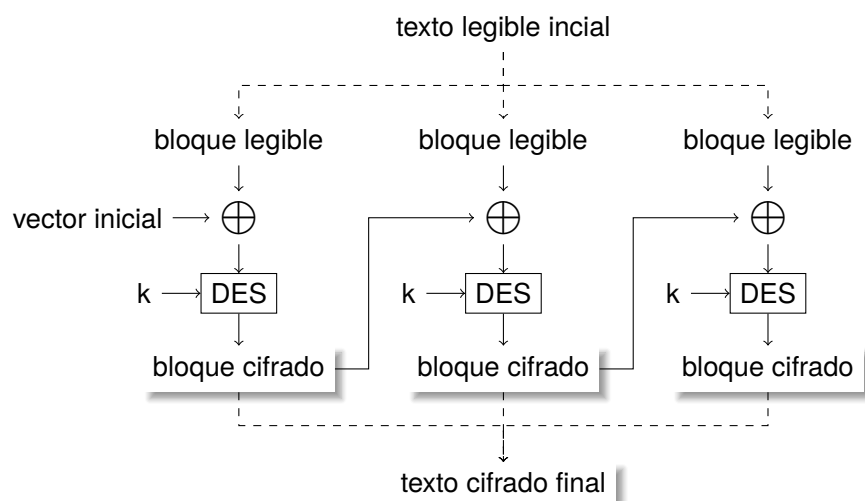 texto legible incial
bloque legible bloque legible bloque legible
vector inicial
k DES k DES k DES
bloque cifrado bloque cifrado bloque cifrado
texto cifrado final